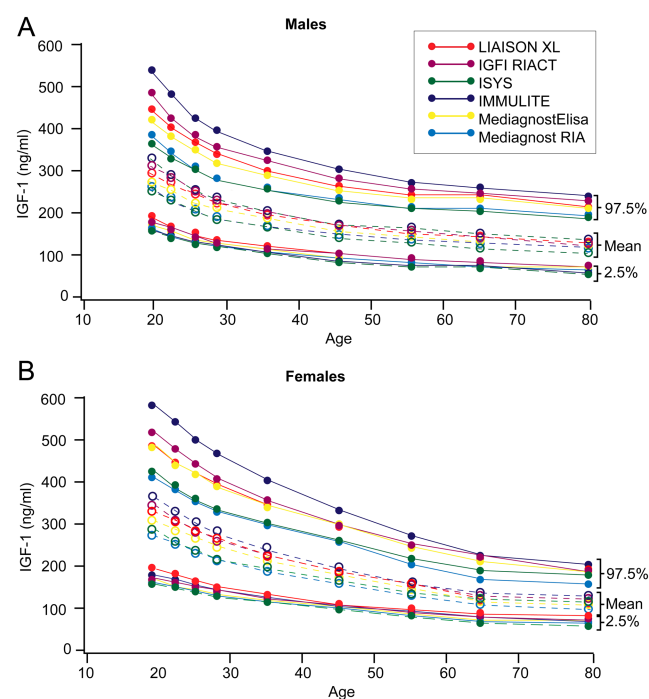 A
Males
600
500
400
300
200
100
0
IGF-1 (ng/ml)
LIAISON XL
IGFI RIACT
ISYS
IMMULITE
MediagnostElisa
Mediagnost RIA
97.5%
Mean
2.5%
10 20 30 40 50 60 70 80
Age
B
Females
600
500
400
300
200
100
0
IGF-1 (ng/ml)
97.5%
Mean
2.5%
10 20 30 40 50 60 70 80
Age